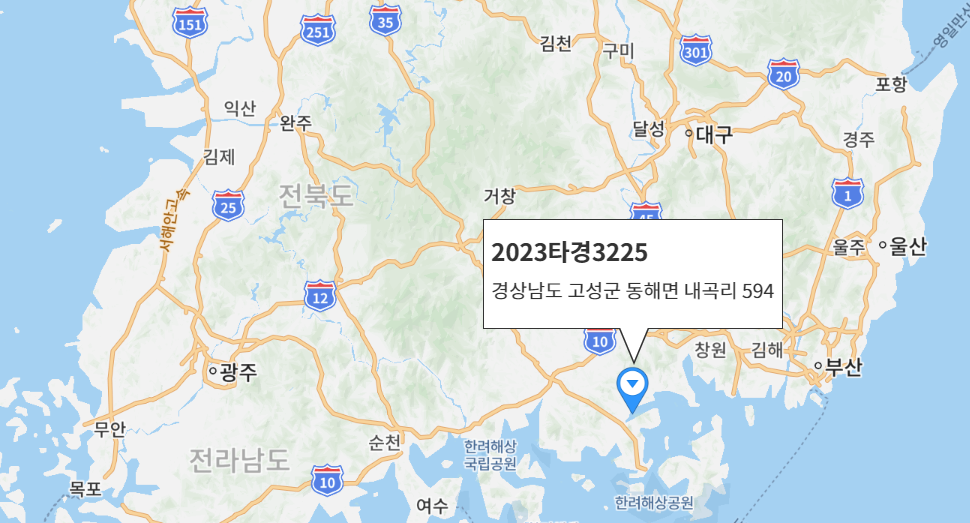 151
251
35
김천
구미
301
20
영일만신
포항
익산
완주
달성
대구
경주
김제
전북도
거창
25
1
서해안고속
45
2023타경3225
경상남도 고성군 동해면 내곡리 594
울주
울산
12
10
창원
김해
부산
광주
무안
순천
한려해상
국립공원
전라남도
10
목포
여수
한려해상공원